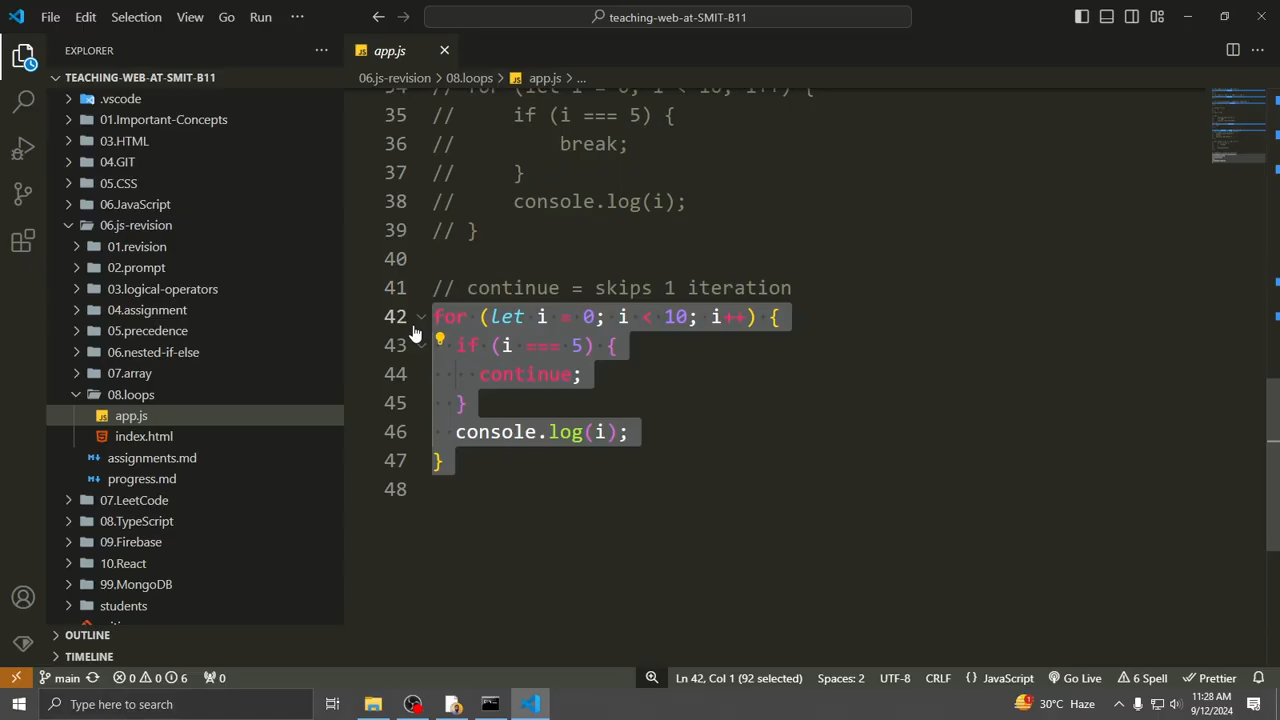 File Edit Selection View Go Run ··· teaching-web-at-SMIT-B11
EXPLORER ··· JS app.js
TEACHING-WEB-AT-SMIT-B11
06.js-revision > 08.loops > JS app.js > ...
.vscode
01.Important-Concepts
03.HTML
04.GIT
05.CSS
06.JavaScript
06.js-revision
01.revision
02.prompt
03.logical-operators
04.assignment
05.precedence
06.nested-if-else
07.array
08.loops
JS app.js
index.html
assignments.md
progress.md
07.LeetCode
08.TypeScript
09.Firebase
10.React
99.MongoDB
students
OUTLINE
TIMELINE
34 // for (let i = 0; i < 10; i++) {
35 // if (i === 5) {
36 // break;
37 // }
38 // console.log(i);
39 // }
40
41 // continue = skips 1 iteration
42 for (let i = 0; i < 10; i++) {
43 if (i === 5) {
44 continue;
45 }
46 console.log(i);
47 }
48
main 0 0 6 0 Ln 42, Col 1 (92 selected) Spaces: 2 UTF-8 CRLF {} JavaScript Go Live 6 Spell Prettier
Type here to search 30°C Haze 11:28 AM
9/12/2024